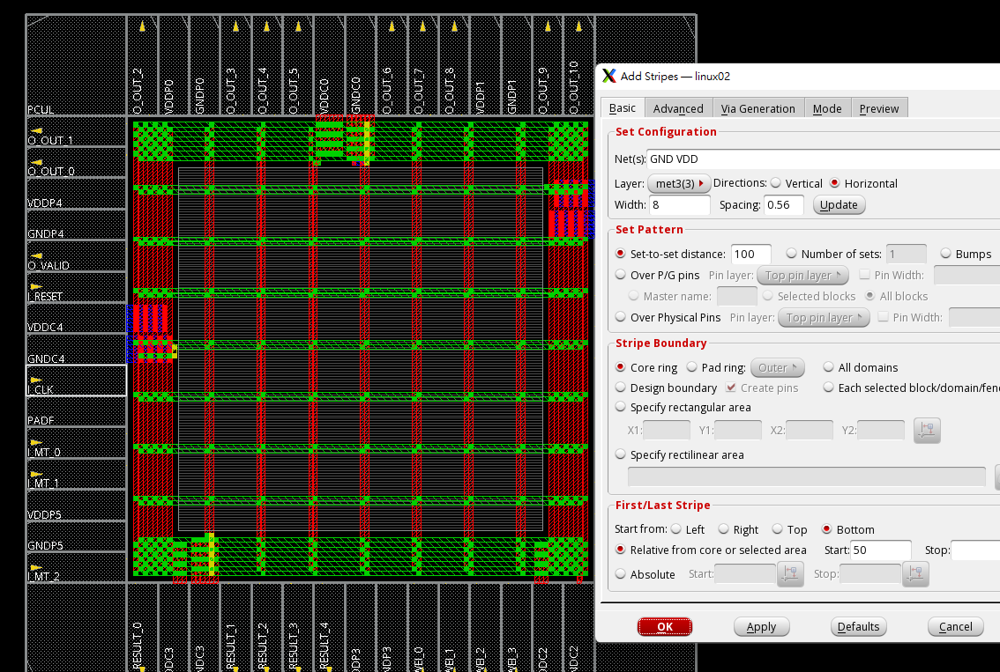 O_OUT_2
VDDP0
GNDP0
O_OUT_3
O_OUT_4
O_OUT_5
VDDC0
GNDC0
O_OUT_6
O_OUT_7
O_OUT_8
VDDP1
GNDP1
O_OUT_9
O_OUT_10
PCUL
O_OUT_1
O_OUT_0
VDDP4
GNDP4
O_VALID
I_RESET
VDDC4
GNDC4
I_CLK
PADF
I_MT_0
I_MT_1
VDDP5
GNDP5
I_MT_2
RESULT_0
DDC3
NDC3
RESULT_1
RESULT_2
RESULT_3
RESULT_4
DDP3
NDP3
WEI_0
WEI_1
WEI_2
WEI_3
DDC2
NDC2
X Add Stripes — linux02
Basic Advanced Via Generation Mode Preview
Set Configuration
Net(s): GND VDD
Layer: met3(3) Directions: Vertical Horizontal
Width: 8 Spacing: 0.56 Update
Set Pattern
Set-to-set distance: 100 Number of sets: 1 Bumps
Over P/G pins Pin layer: Top pin layer Pin Width:
Master name: Selected blocks All blocks
Over Physical Pins Pin layer: Top pin layer Pin Width:
Stripe Boundary
Core ring Pad ring: Outer All domains
Design boundary Create pins Each selected block/domain/fen
Specify rectangular area
X1: Y1: X2: Y2:
Specify rectilinear area
First/Last Stripe
Start from: Left Right Top Bottom
Relative from core or selected area Start: 50 Stop:
Absolute Start: Stop:
OK Apply Defaults Cancel